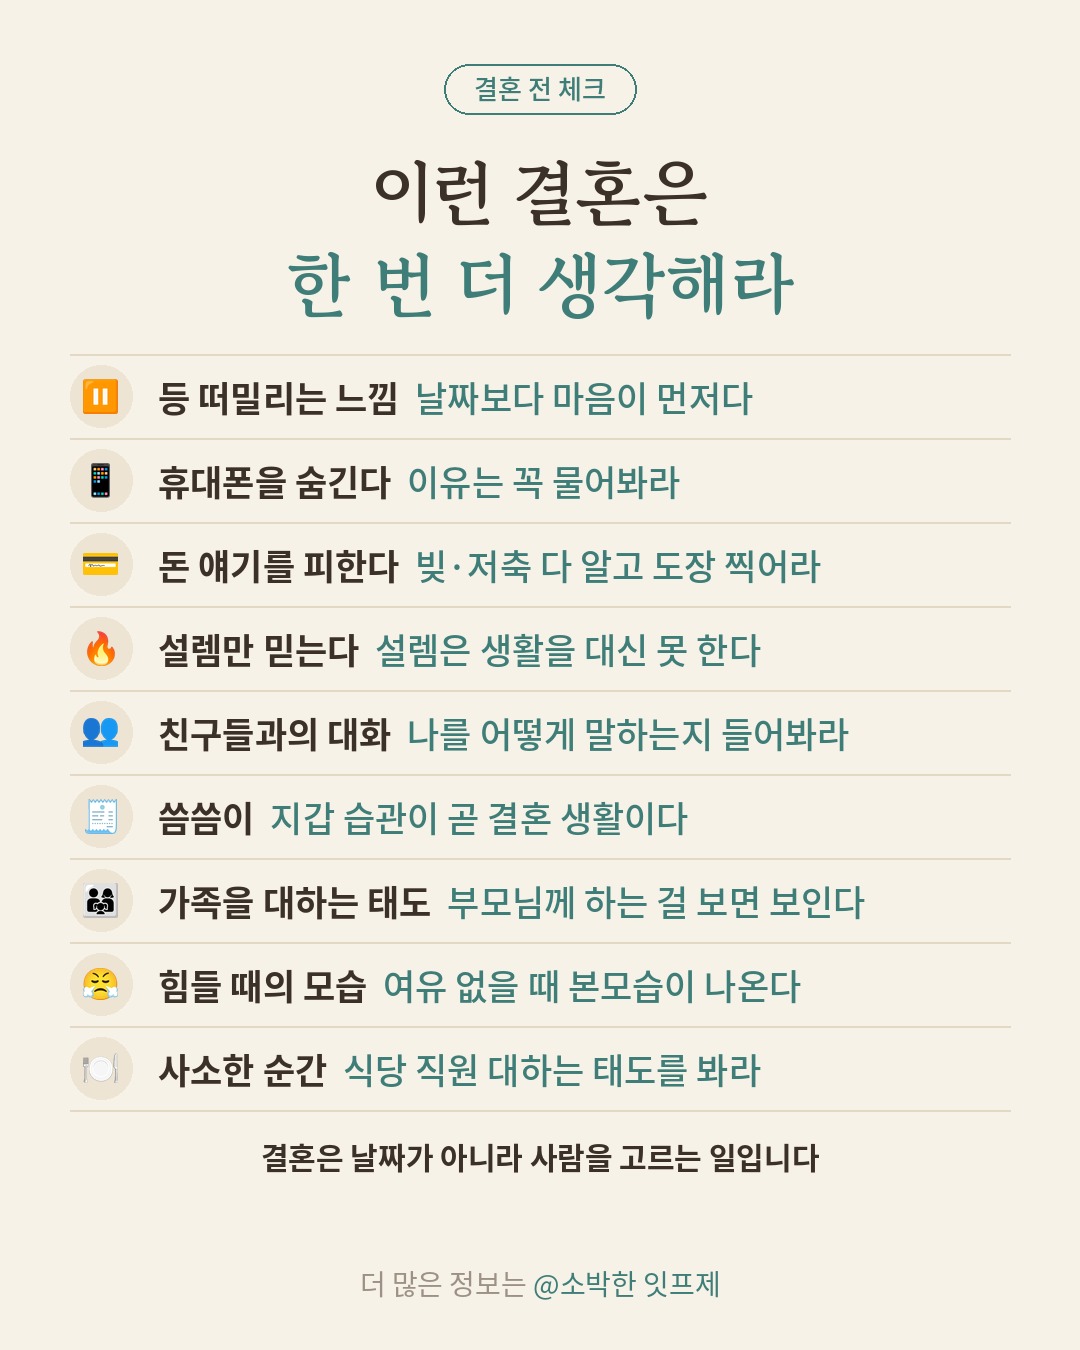 결혼 전 체크
이런 결혼은
한 번 더 생각해라
등 떠밀리는 느낌 날짜보다 마음이 먼저다
휴대폰을 숨긴다 이유는 꼭 물어봐라
돈 얘기를 피한다 빚·저축 다 알고 도장 찍어라
설렘만 믿는다 설렘은 생활을 대신 못 한다
친구들과의 대화 나를 어떻게 말하는지 들어봐라
씀씀이 지갑 습관이 곧 결혼 생활이다
가족을 대하는 태도 부모님께 하는 걸 보면 보인다
힘들 때의 모습 여유 없을 때 본모습이 나온다
사소한 순간 식당 직원 대하는 태도를 봐라
결혼은 날짜가 아니라 사람을 고르는 일입니다
더 많은 정보는 @소박한 잇프제